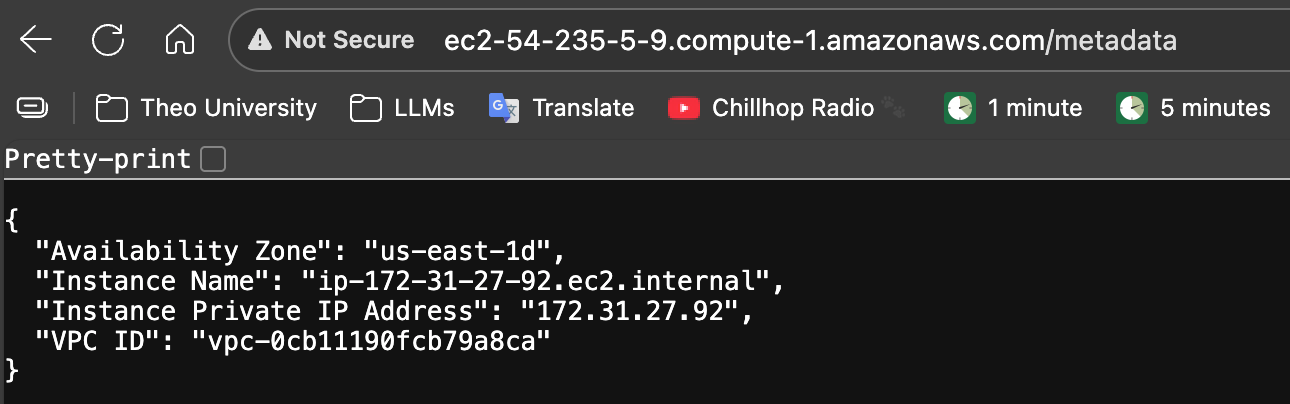 Not Secure ec2-54-235-5-9.compute-1.amazonaws.com/metadata
Theo University LLMs Translate Chillhop Radio 1 minute 5 minutes
Pretty-print
{
  "Availability Zone": "us-east-1d",
  "Instance Name": "ip-172-31-27-92.ec2.internal",
  "Instance Private IP Address": "172.31.27.92",
  "VPC ID": "vpc-0cb11190fcb79a8ca"
}